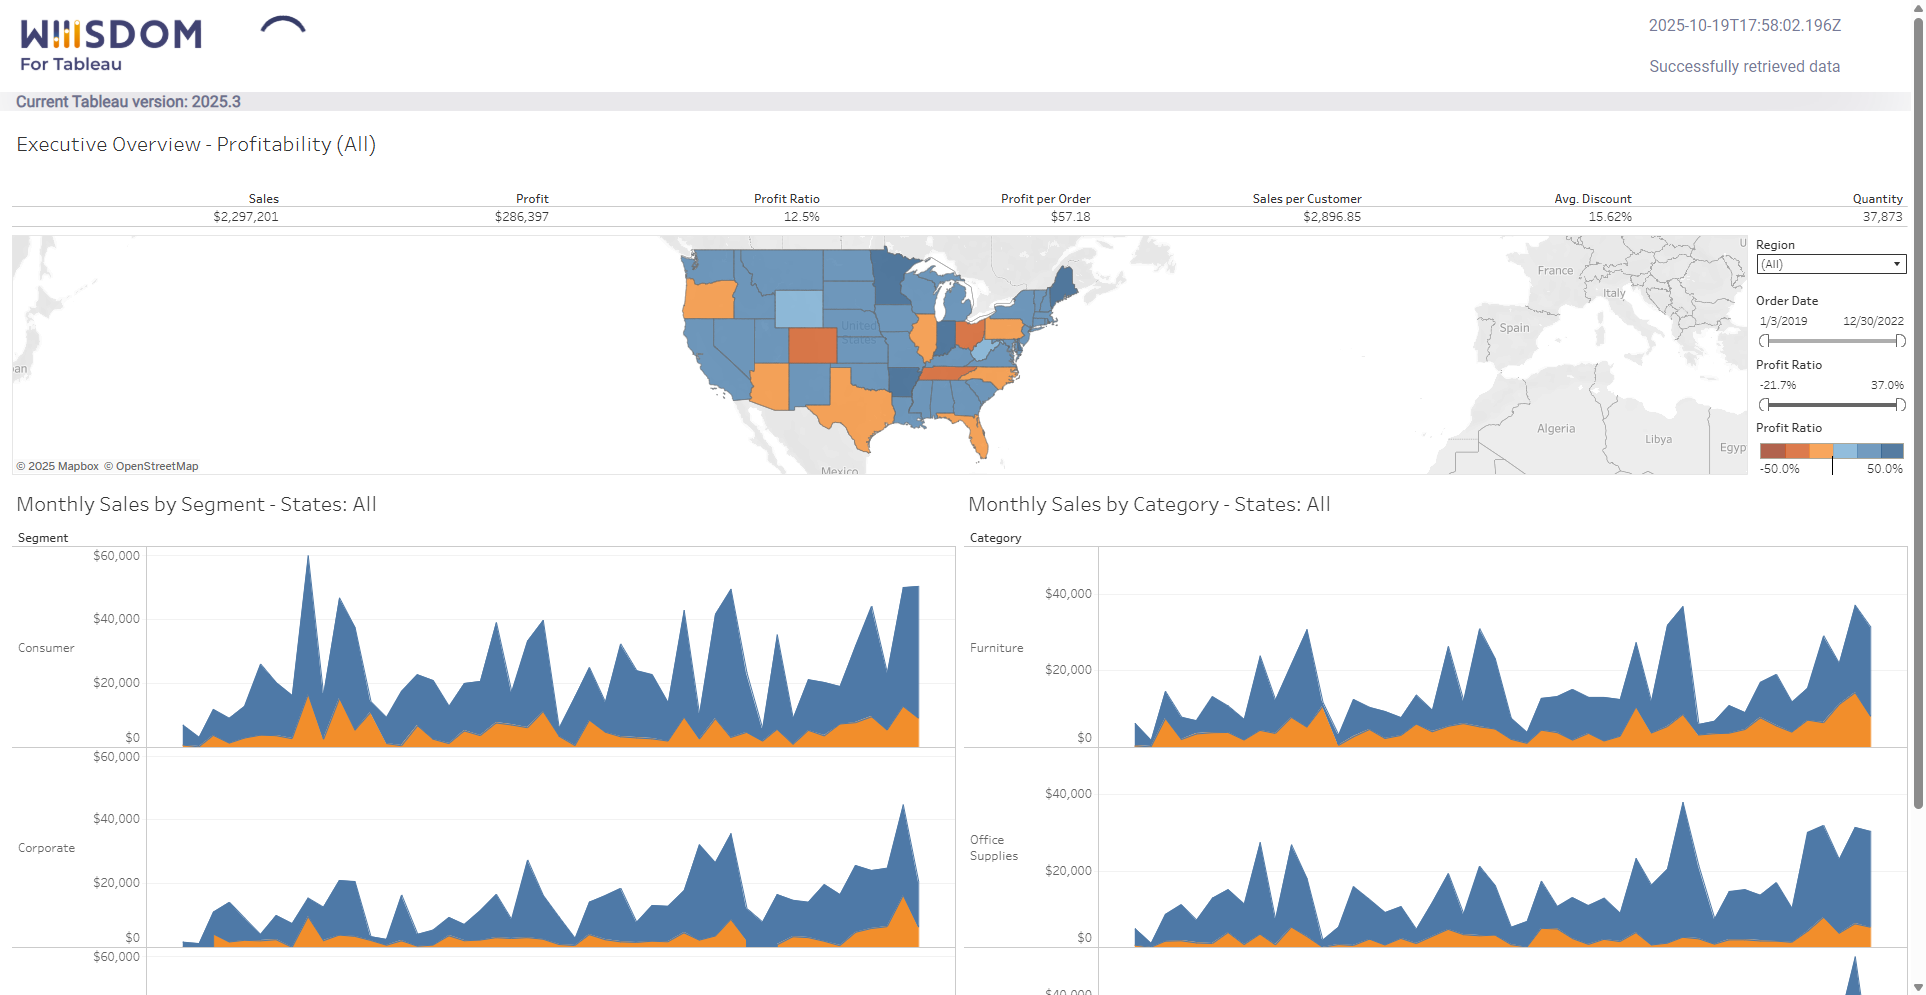 WIIISDOM
For Tableau
2025-10-19T17:58:02.196Z
Successfully retrieved data
Current Tableau version: 2025.3
Executive Overview - Profitability (All)
Sales Profit Profit Ratio Profit per Order Sales per Customer Avg. Discount Quantity
$2,297,201 $286,397 12.5% $57.18 $2,896.85 15.62% 37,873
United
States
Mexico
an
France
Italy
Spain
Algeria
Libya
Egyp
U
© 2025 Mapbox © OpenStreetMap
Region
(All)
Order Date
1/3/2019 12/30/2022
Profit Ratio
-21.7% 37.0%
Profit Ratio
-50.0% 50.0%
Monthly Sales by Segment - States: All
Segment
$60,000
$40,000
Consumer
$20,000
$0
$60,000
$40,000
Corporate
$20,000
$0
$60,000
Monthly Sales by Category - States: All
Category
$40,000
Furniture
$20,000
$0
$40,000
Office
Supplies
$20,000
$0
$40,000